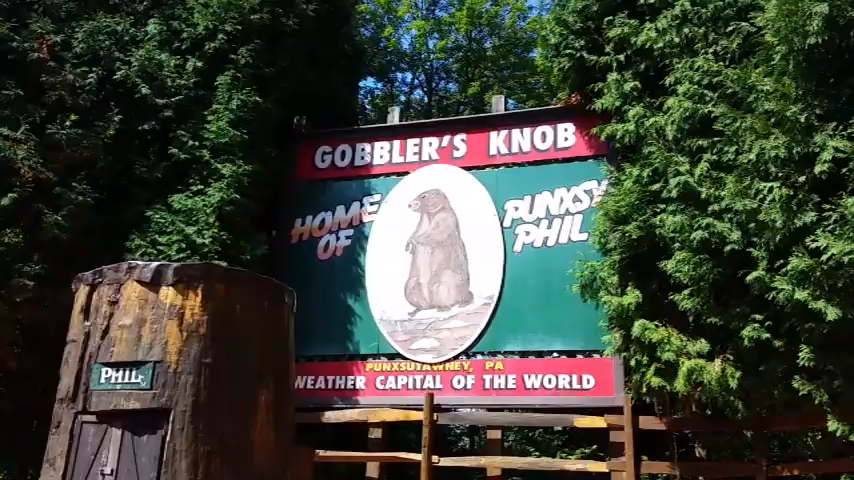 GOBBLER'S KNOB
HOME OF
PUNXSY PHIL
PUNXSUTAWNEY, PA
WEATHER CAPITAL OF THE WORLD
PHIL